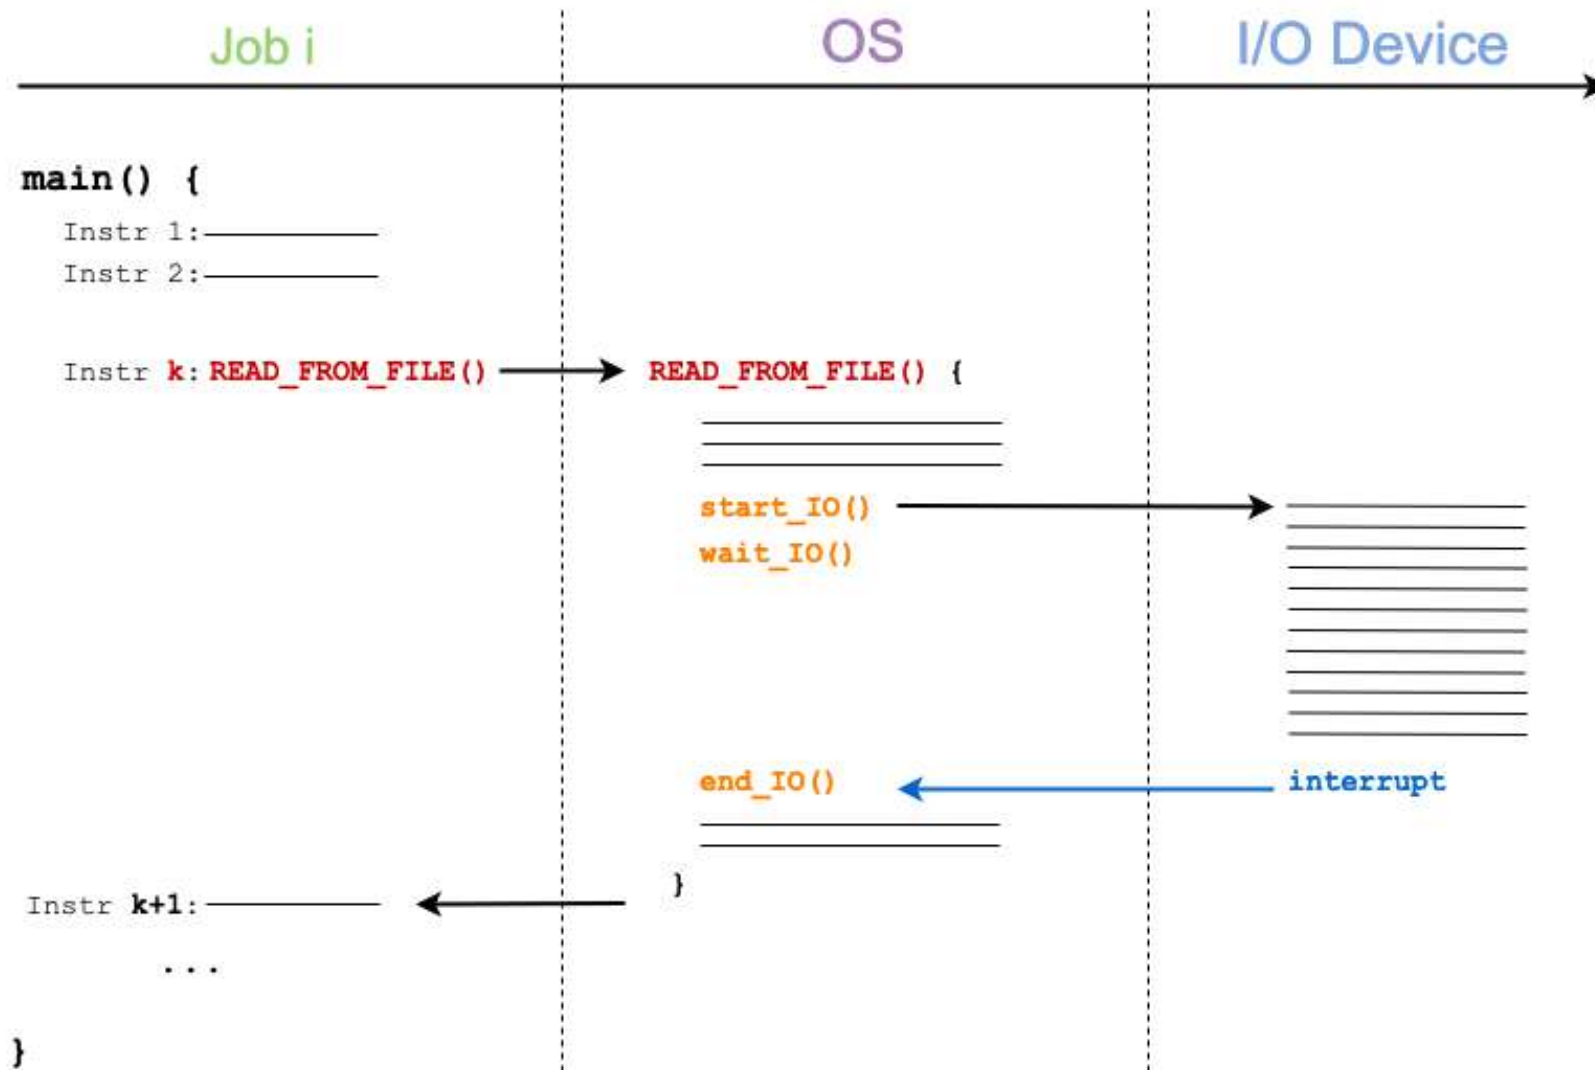 Job i OS I/O Device
main() {
Instr 1:
Instr 2:
Instr k: READ_FROM_FILE() READ_FROM_FILE() {
start_IO()
wait_IO()
end_IO() interrupt
}
Instr k+1:
...
}